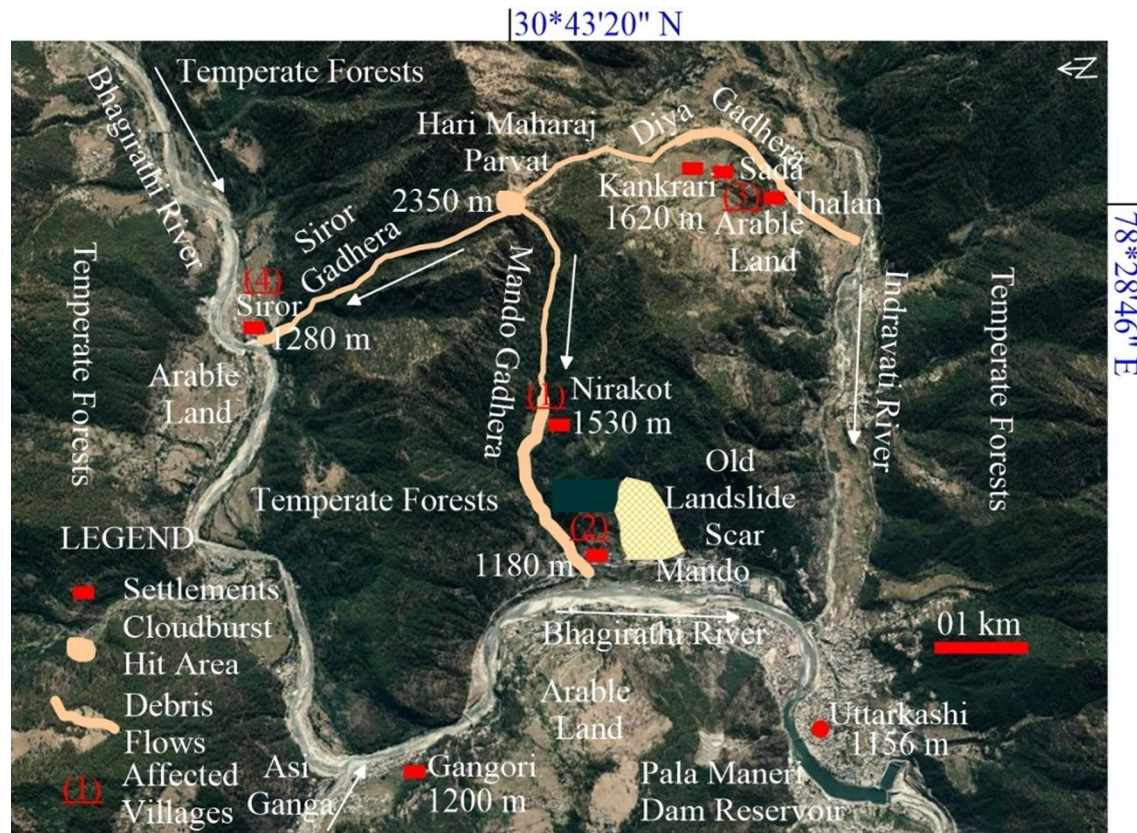 30*43'20" N
Temperate Forests
Bhagirathi River
Hari Maharaj
Parvat
2350 m
Diya Gadhera
Kankrari
1620 m
Sada
(3)
Thalan
Arable
Land
78*28'46" E
Siror
Gadhera
(4)
Siror
1280 m
Temperate Forests
Arable
Land
Mando Gadhera
(1)
Nirakot
1530 m
Indravati River
Temperate Forests
Temperate Forests
Old
Landslide
Scar
(2)
1180 m
Mando
Bhagirathi River
01 km
Arable
Land
Uttarkashi
1156 m
Pala Maneri
Dam Reservoir
Asi
Ganga
Gangori
1200 m
LEGEND
Settlements
Cloudburst
Hit Area
Debris
Flows
(1)
Affected
Villages
N